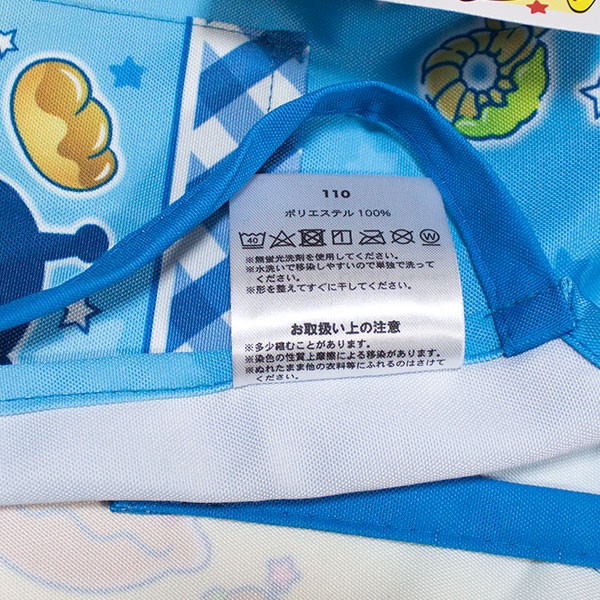 110
ポリエステル 100%
40 W
※無蛍光洗剤を使用してください。
※水洗いで移染しやすいので単独で洗って
ください。
※形を整えてすぐに干してください。
お取扱い上の注意
※多少縮むことがあります。
※染色の性質上摩擦による移染があります。
※ぬれたまま他の衣料等にふれるのはさけて
ください。